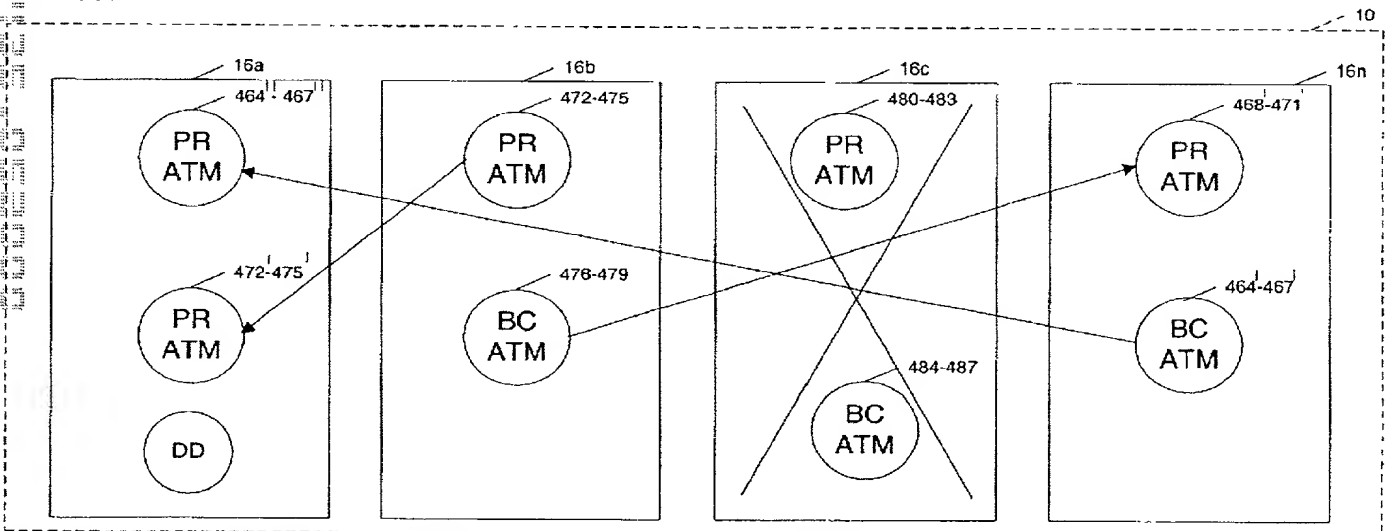 10
16a
464''-467''
PR
ATM
472'-475'
PR
ATM
DD
16b
472-475
PR
ATM
476-479
BC
ATM
16c
480-483
PR
ATM
484-487
BC
ATM
16n
468'-471'
PR
ATM
464'-467'
BC
ATM